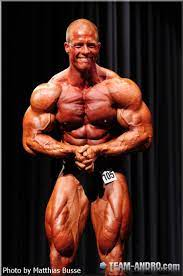 105
Photo by Matthias Busse
TEAM-ANDRO.COM